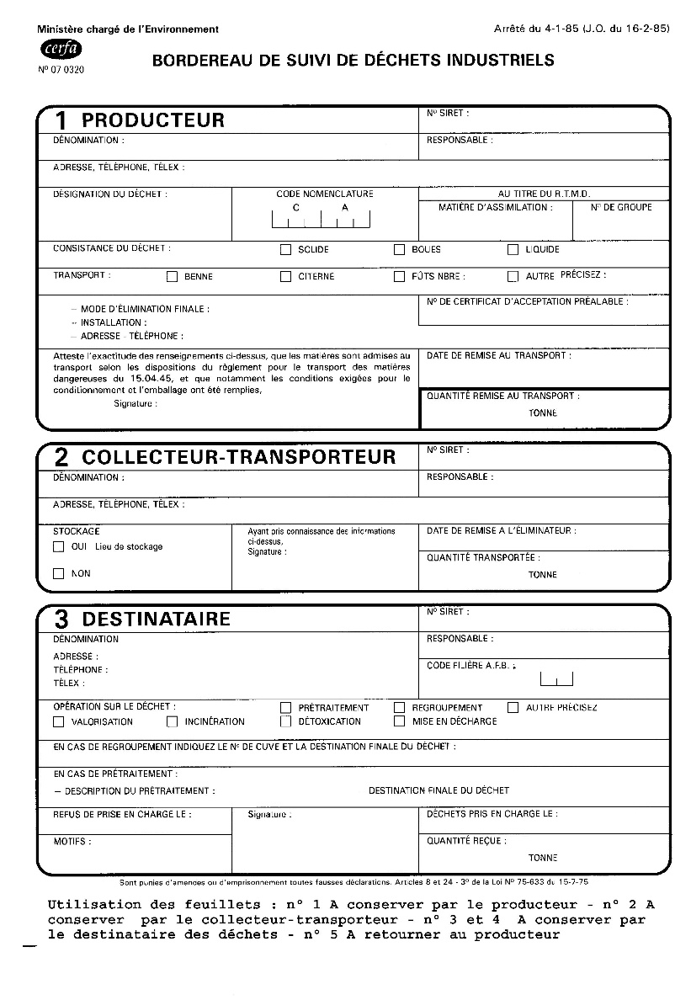 Ministère chargé de l'Environnement
Arrêté du 4-1-85 (J.O. du 16-2-85)
cerfa
Nº 07 0320
BORDEREAU DE SUIVI DE DÉCHETS INDUSTRIELS
1 PRODUCTEUR
Nº SIRET :
DÉNOMINATION :
RESPONSABLE :
ADRESSE, TÉLÉPHONE, TÉLEX :
DÉSIGNATION DU DÉCHET :
CODE NOMENCLATURE
C A
AU TITRE DU R.T.M.D.
MATIÈRE D'ASSIMILATION :
Nº DE GROUPE
CONSISTANCE DU DÉCHET : SOLIDE BOUES LIQUIDE
TRANSPORT : BENNE CITERNE FÛTS NBRE : AUTRE PRÉCISEZ :
– MODE D'ÉLIMINATION FINALE :
– INSTALLATION :
– ADRESSE - TÉLÉPHONE :
Nº DE CERTIFICAT D'ACCEPTATION PRÉALABLE :
Atteste l'exactitude des renseignements ci-dessus, que les matières sont admises au
transport selon les dispositions du règlement pour le transport des matières
dangereuses du 15.04.45, et que notamment les conditions exigées pour le
conditionnement et l'emballage ont été remplies,
Signature :
DATE DE REMISE AU TRANSPORT :
QUANTITÉ REMISE AU TRANSPORT :
TONNE
2 COLLECTEUR-TRANSPORTEUR
Nº SIRET :
DÉNOMINATION :
RESPONSABLE :
ADRESSE, TÉLÉPHONE, TÉLEX :
STOCKAGE
OUI Lieu de stockage
NON
Ayant pris connaissance des informations
ci-dessus,
Signature :
DATE DE REMISE A L'ÉLIMINATEUR :
QUANTITÉ TRANSPORTÉE :
TONNE
3 DESTINATAIRE
Nº SIRET :
DÉNOMINATION
ADRESSE :
TÉLÉPHONE :
TÉLEX :
RESPONSABLE :
CODE FILIÈRE A.F.B. :
OPÉRATION SUR LE DÉCHET : PRÉTRAITEMENT REGROUPEMENT AUTRE PRÉCISEZ
VALORISATION INCINÉRATION DÉTOXICATION MISE EN DÉCHARGE
EN CAS DE REGROUPEMENT INDIQUEZ LE Nº DE CUVE ET LA DESTINATION FINALE DU DÉCHET :
EN CAS DE PRÉTRAITEMENT :
– DESCRIPTION DU PRÉTRAITEMENT : DESTINATION FINALE DU DÉCHET
REFUS DE PRISE EN CHARGE LE :
MOTIFS :
Signature :
DÉCHETS PRIS EN CHARGE LE :
QUANTITÉ REÇUE :
TONNE
Sont punies d'amendes ou d'emprisonnement toutes fausses déclarations. Articles 8 et 24 - 3º de la Loi Nº 75-633 du 15-7-75
Utilisation des feuillets : n° 1 A conserver par le producteur - n° 2 A
conserver par le collecteur-transporteur - n° 3 et 4 A conserver par
le destinataire des déchets - n° 5 A retourner au producteur